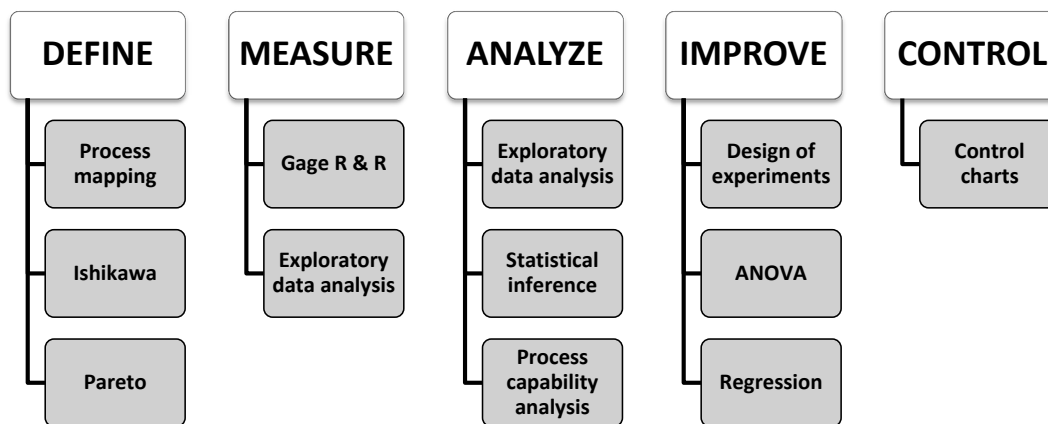 DEFINE
Process
mapping
Ishikawa
Pareto
MEASURE
Gage R & R
Exploratory
data analysis
ANALYZE
Exploratory
data analysis
Statistical
inference
Process
capability
analysis
IMPROVE
Design of
experiments
ANOVA
Regression
CONTROL
Control
charts